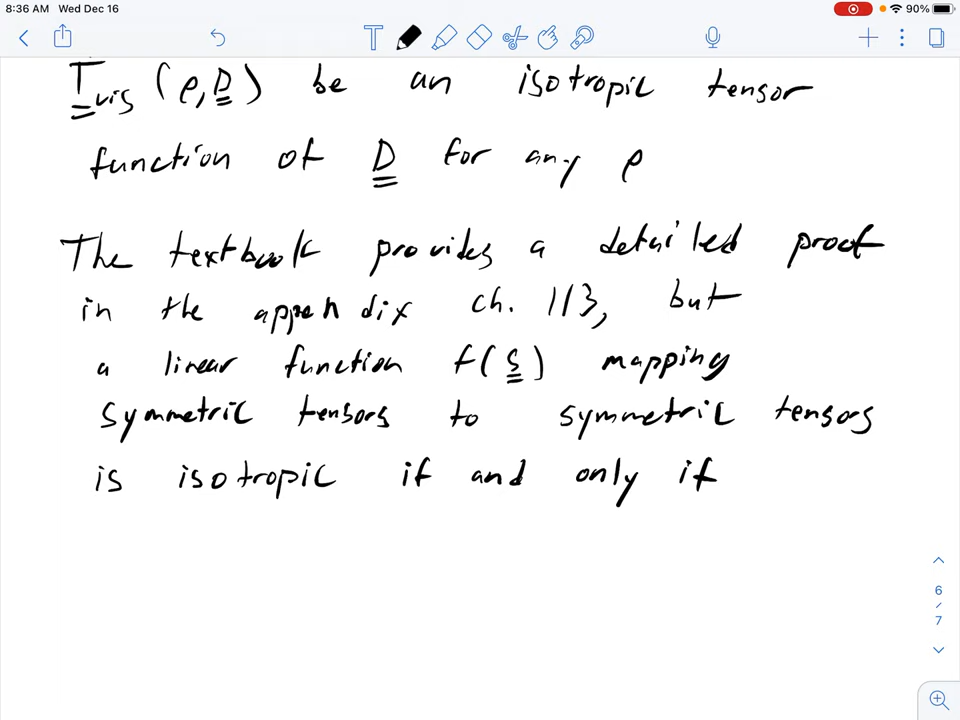 8:36 AM Wed Dec 16
90%
T
T_vis (ρ, D) be an isotropic tensor
function of D for any ρ
The textbook provides a detailed proof
in the appendix ch. 113, but
a linear function f(S) mapping
symmetric tensors to symmetric tensors
is isotropic if and only if
6
/
7